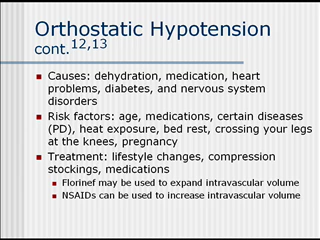 Orthostatic Hypotension
cont.12,13
Causes: dehydration, medication, heart
problems, diabetes, and nervous system
disorders
Risk factors: age, medications, certain diseases
(PD), heat exposure, bed rest, crossing your legs
at the knees, pregnancy
Treatment: lifestyle changes, compression
stockings, medications
Florinef may be used to expand intravascular volume
NSAIDs can be used to increase intravascular volume